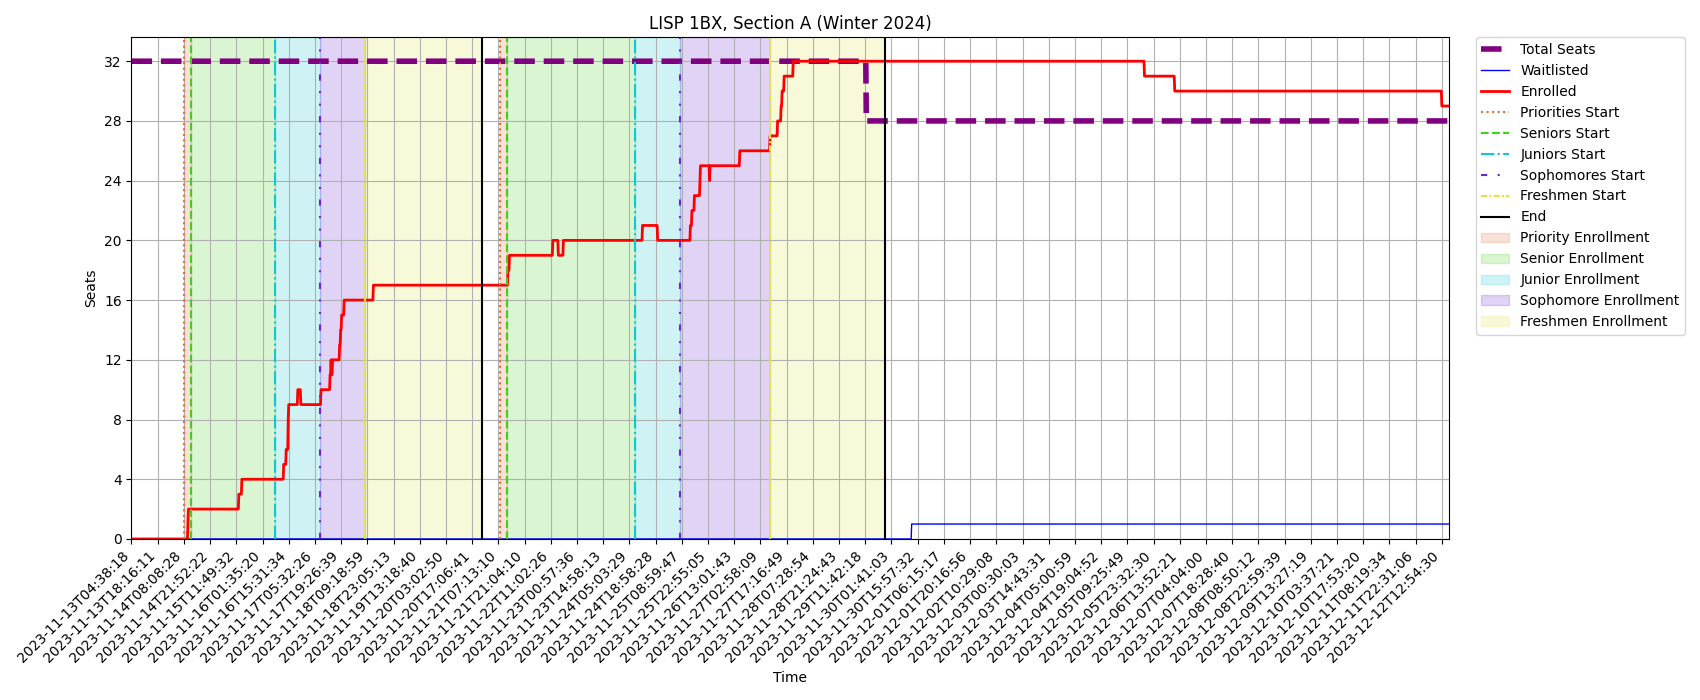 LISP 1BX, Section A (Winter 2024)
Total Seats
Waitlisted
Enrolled
Priorities Start
Seniors Start
Juniors Start
Sophomores Start
Freshmen Start
End
Priority Enrollment
Senior Enrollment
Junior Enrollment
Sophomore Enrollment
Freshmen Enrollment
Seats
32
28
24
20
16
12
8
4
0
2023-11-13T04:38:18
2023-11-13T18:16:11
2023-11-14T08:08:28
2023-11-14T21:52:22
2023-11-15T11:49:32
2023-11-16T01:35:20
2023-11-16T15:31:34
2023-11-17T05:32:26
2023-11-17T19:26:39
2023-11-18T09:18:59
2023-11-18T23:05:13
2023-11-19T13:18:40
2023-11-20T03:02:50
2023-11-20T17:06:41
2023-11-21T07:13:10
2023-11-21T21:04:10
2023-11-22T11:02:26
2023-11-23T00:57:36
2023-11-23T14:58:13
2023-11-24T05:03:29
2023-11-24T18:58:28
2023-11-25T08:59:47
2023-11-25T22:55:05
2023-11-26T13:01:43
2023-11-27T02:58:09
2023-11-27T17:16:49
2023-11-28T07:28:54
2023-11-28T21:24:43
2023-11-29T11:42:18
2023-11-30T01:41:03
2023-11-30T15:57:32
2023-12-01T06:15:17
2023-12-01T20:16:56
2023-12-02T10:29:08
2023-12-03T00:30:03
2023-12-03T14:43:31
2023-12-04T05:00:59
2023-12-04T19:04:52
2023-12-05T09:25:49
2023-12-05T23:32:30
2023-12-06T13:52:21
2023-12-07T04:04:00
2023-12-07T18:28:40
2023-12-08T08:50:12
2023-12-08T22:59:39
2023-12-09T13:27:19
2023-12-10T03:37:21
2023-12-10T17:53:20
2023-12-11T08:19:34
2023-12-11T22:31:06
2023-12-12T12:54:30
Time